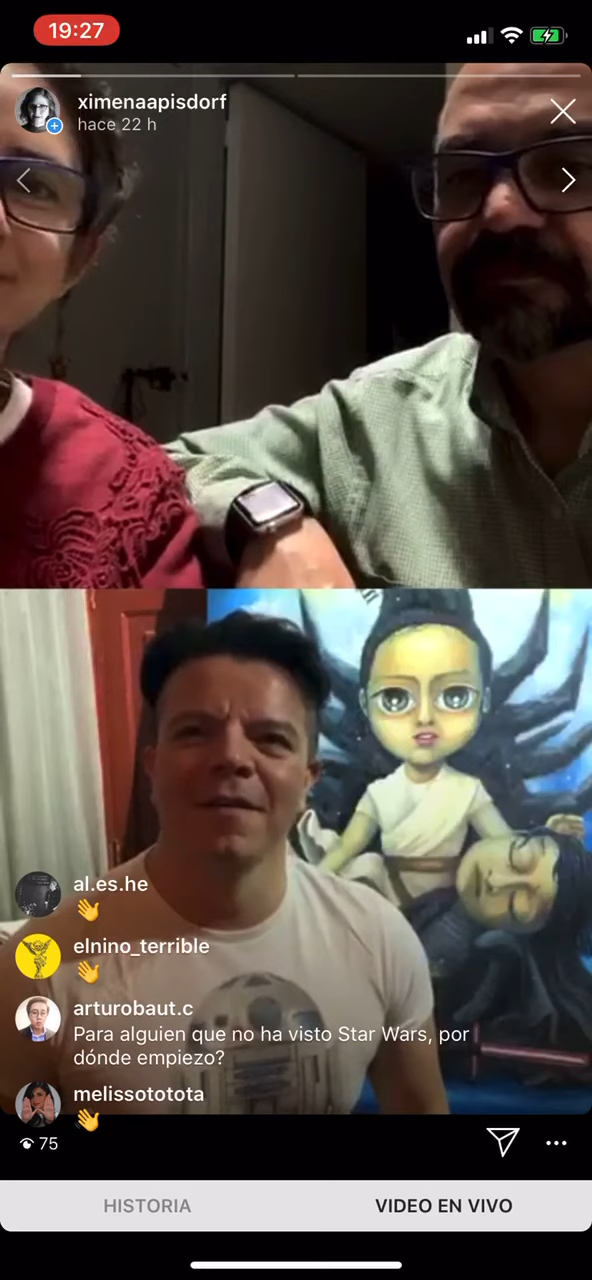 19:27
ximenaapisdorf
hace 22 h
al.es.he
👋
elnino_terrible
👋
arturobaut.c
Para alguien que no ha visto Star Wars, por
dónde empiezo?
melissototota
👋
75
HISTORIA
VIDEO EN VIVO